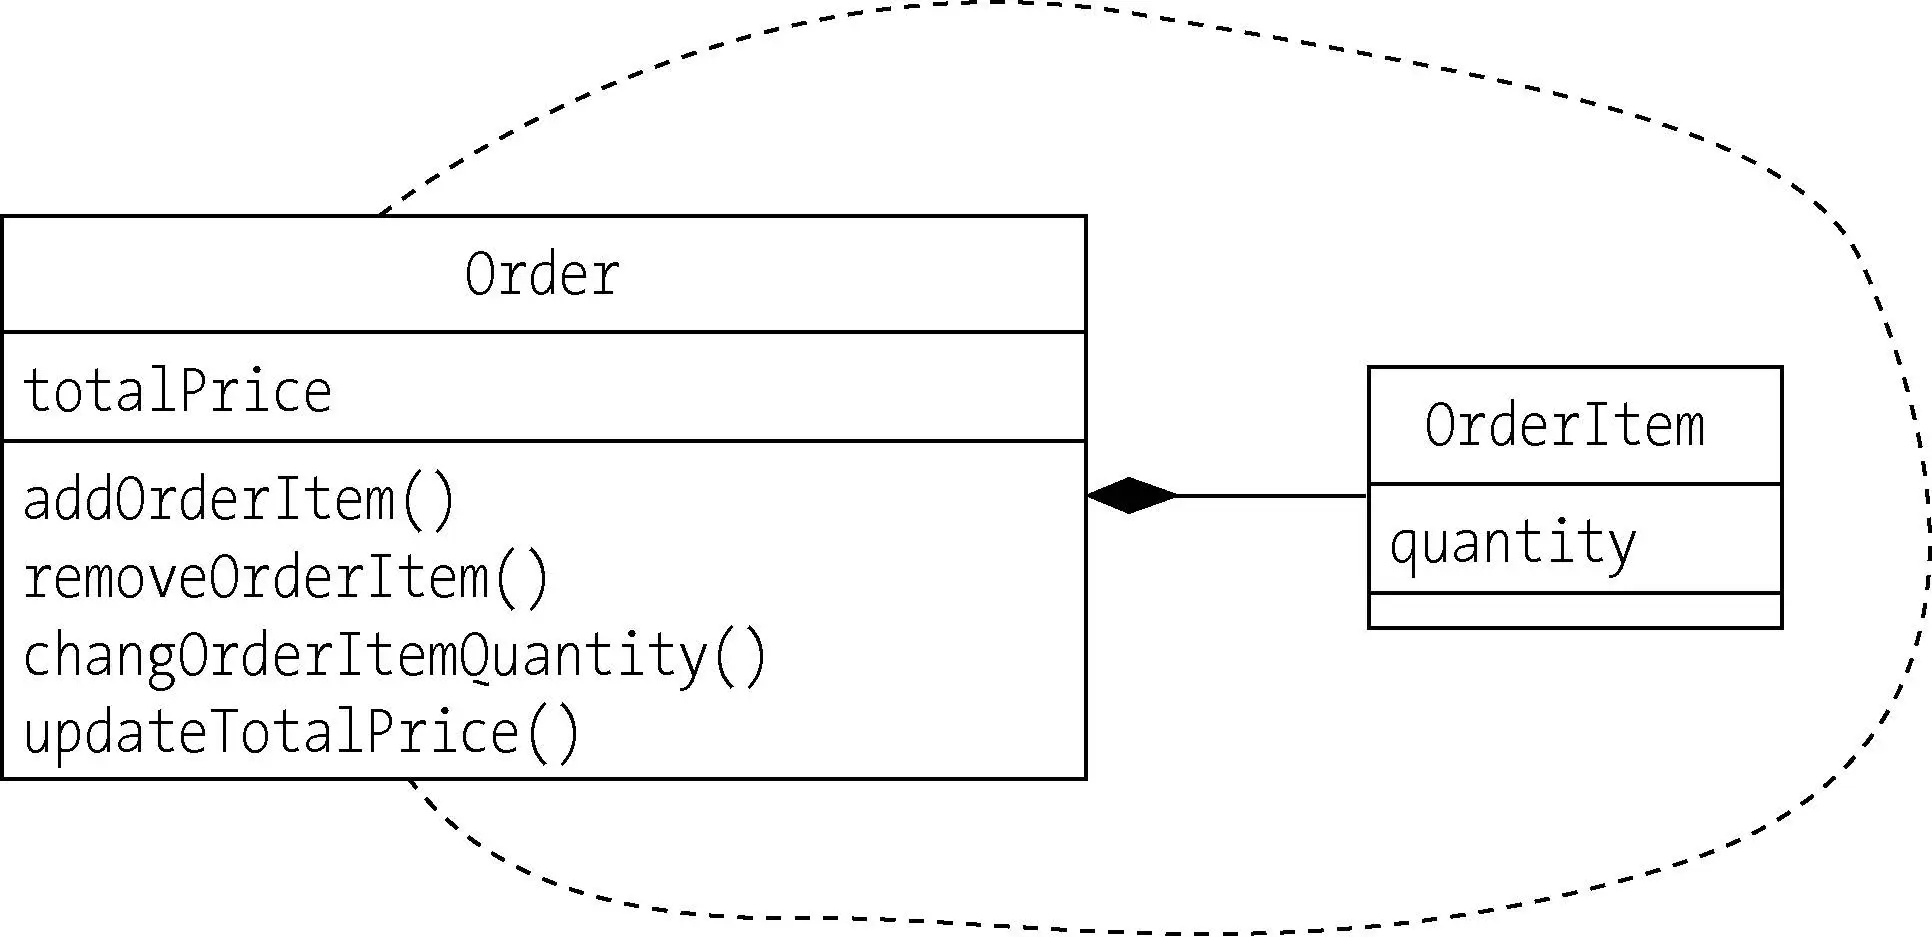 Order
totalPrice
addOrderItem()
removeOrderItem()
changOrderItemQuantity()
updateTotalPrice()
OrderItem
quantity